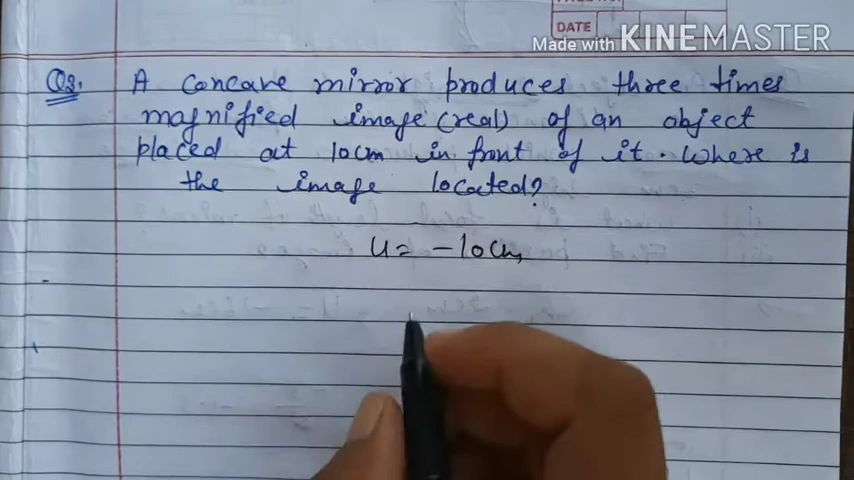 DATE
Made with KINEMASTER
Q3. A concave mirror produces three times
magnified image (real) of an object
placed at 10cm in front of it. Where is
the image located?
u = -10cm,